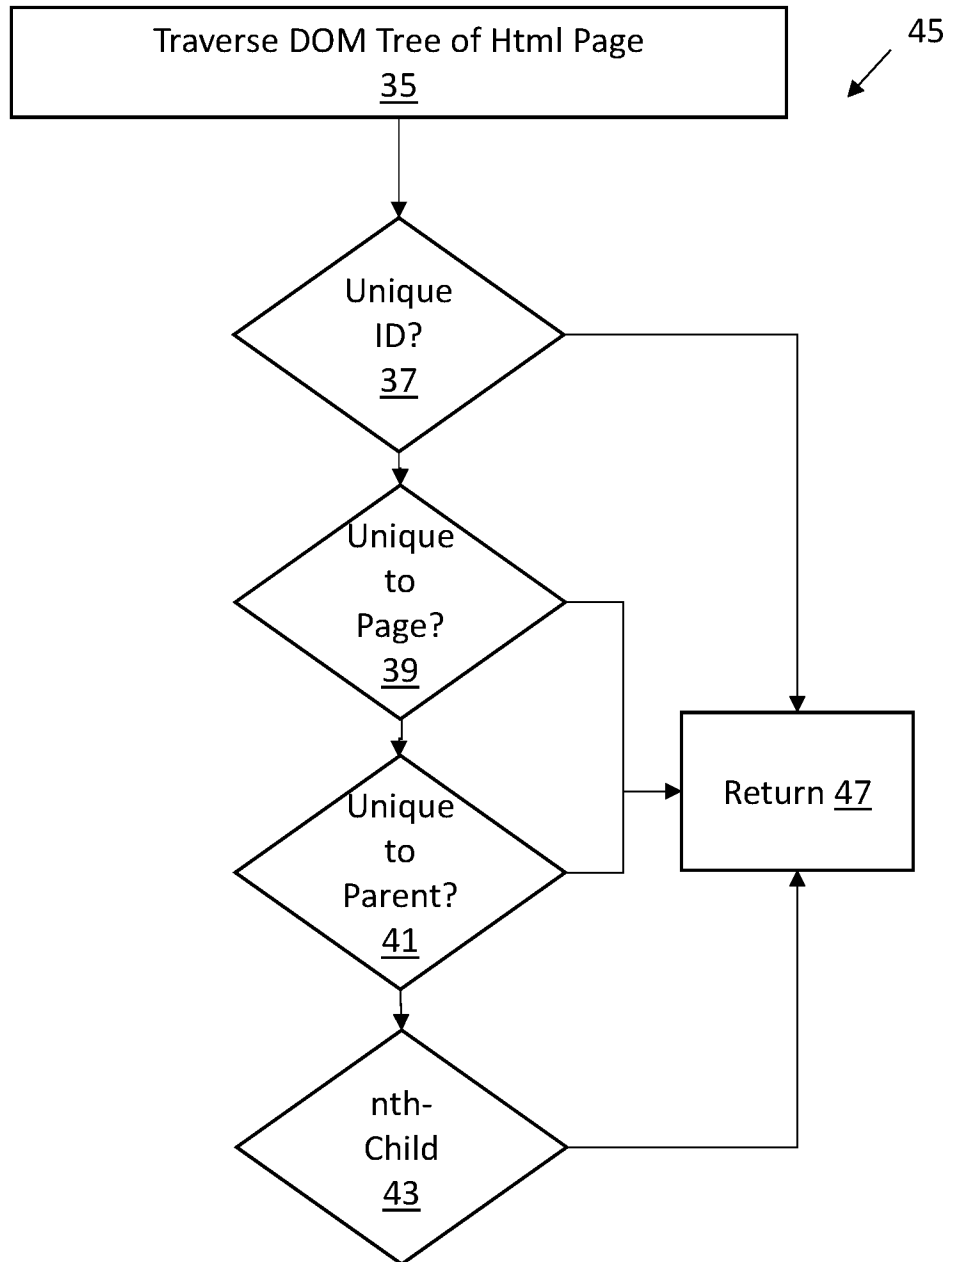 Traverse DOM Tree of Html Page
35
45
Unique
ID?
37
Unique
to
Page?
39
Unique
to
Parent?
41
Return 47
nth-
Child
43